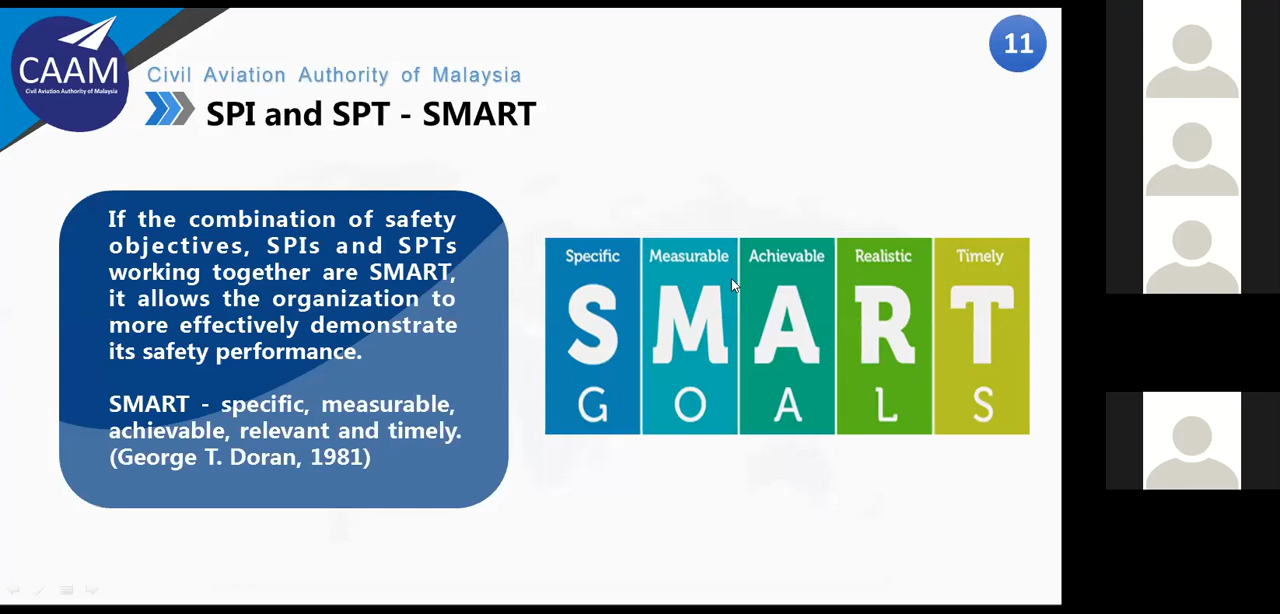 CAAM
Civil Aviation Authority of Malaysia
Civil Aviation Authority of Malaysia
11
SPI and SPT - SMART
If the combination of safety
objectives, SPIs and SPTs
working together are SMART,
it allows the organization to
more effectively demonstrate
its safety performance.
SMART - specific, measurable,
achievable, relevant and timely.
(George T. Doran, 1981)
Specific Measurable Achievable Realistic Timely
S M A R T
G O A L S